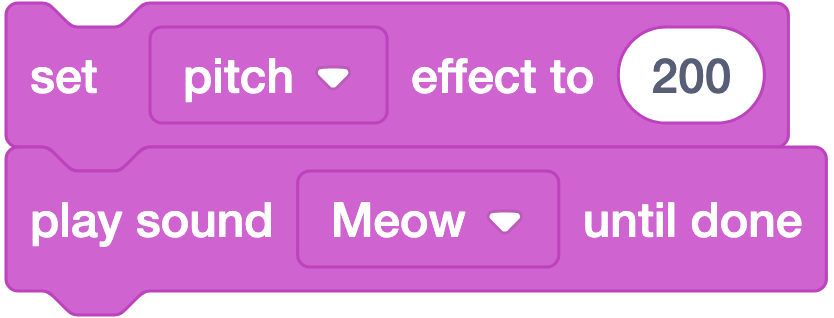 set pitch effect to 200
play sound Meow until done